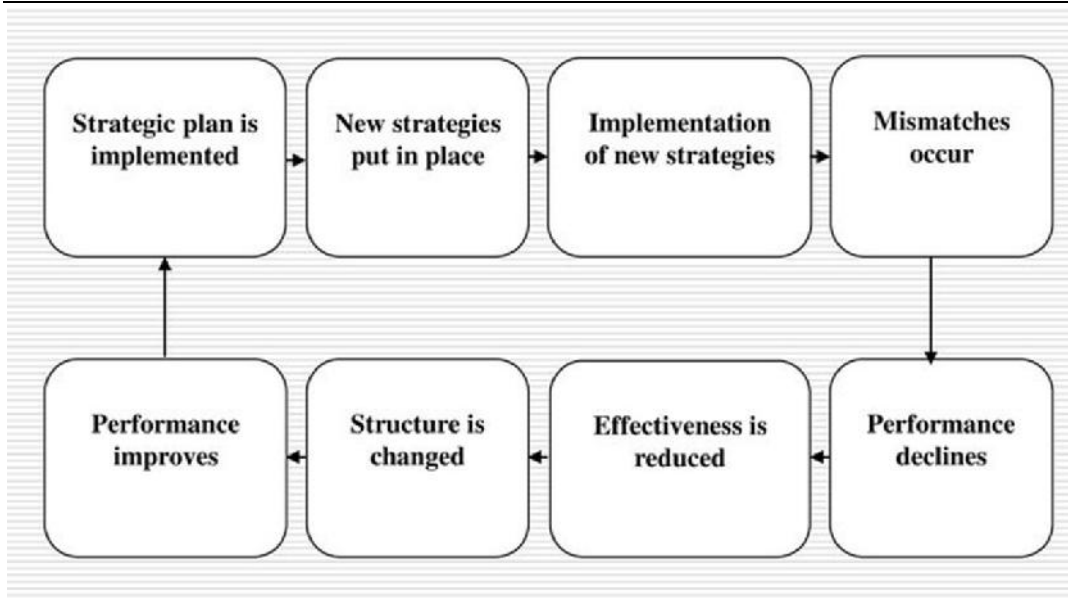 Strategic plan is
implemented
New strategies
put in place
Implementation
of new strategies
Mismatches
occur
Performance
improves
Structure is
changed
Effectiveness is
reduced
Performance
declines